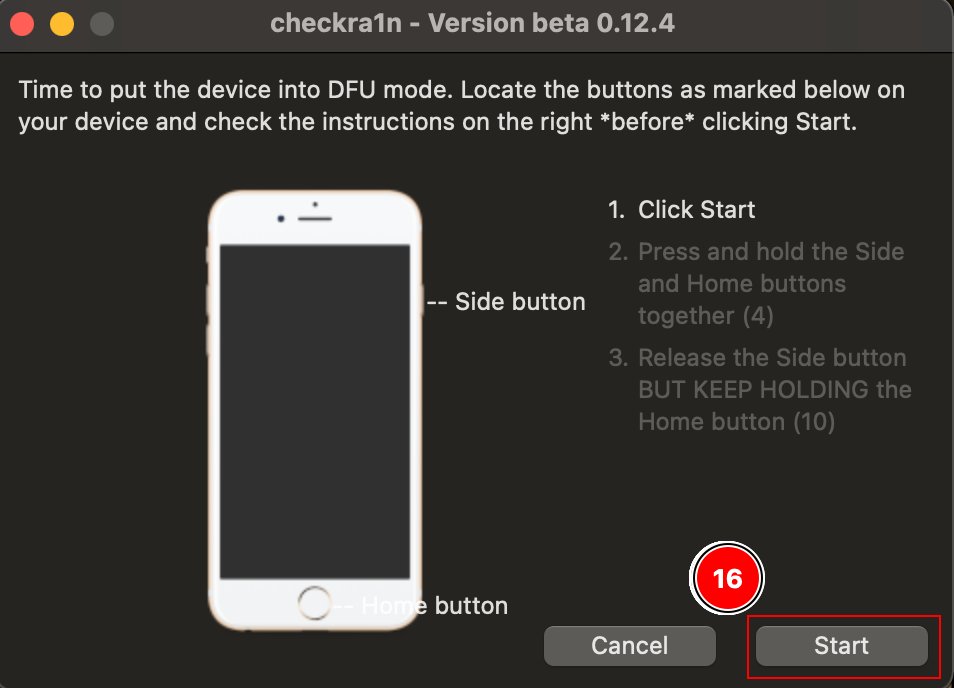 checkra1n - Version beta 0.12.4
Time to put the device into DFU mode. Locate the buttons as marked below on
your device and check the instructions on the right *before* clicking Start.
1. Click Start
2. Press and hold the Side
and Home buttons
together (4)
-- Side button
3. Release the Side button
BUT KEEP HOLDING the
Home button (10)
16
-- Home button
Cancel
Start